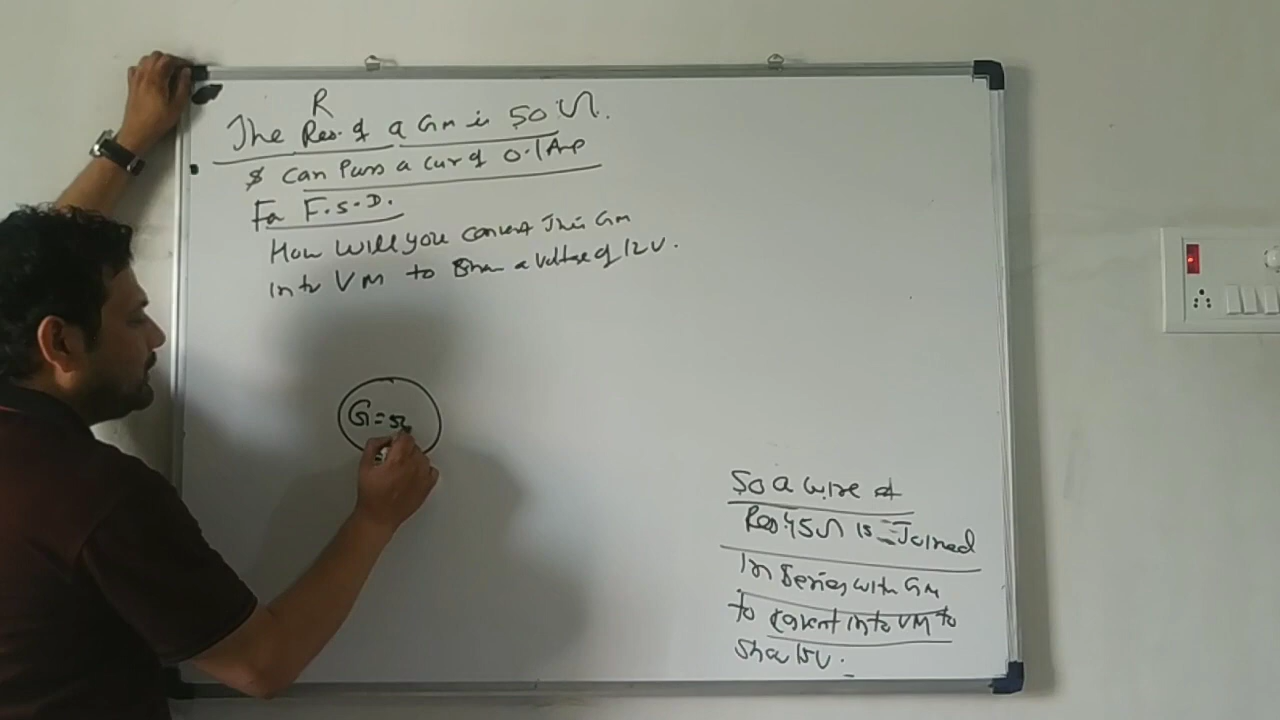 R
The Res. of a Gm is 50 Ω.
& can Pass a cur of 0.1 Amp
For F.S.D.
How will you convert This Gm
into VM to Show a voltage of 12V.
G = 5
So a wire of
Res 45Ω is = Joined
In Series with Gm
to convert into VM to
Show 15V.